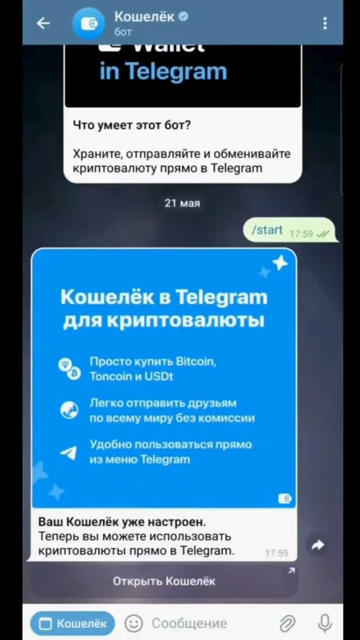 Кошелёк
бот
Wallet
in Telegram
Что умеет этот бот?
Храните, отправляйте и обменивайте
криптовалюту прямо в Telegram
21 мая
/start 17:59
Кошелёк в Telegram
для криптовалюты
Просто купить Bitcoin,
Toncoin и USDt
Легко отправить друзьям
по всему миру без комиссии
Удобно пользоваться прямо
из меню Telegram
Ваш Кошелёк уже настроен.
Теперь вы можете использовать
криптовалюты прямо в Telegram. 17:59
Открыть Кошелёк
Кошелёк Сообщение